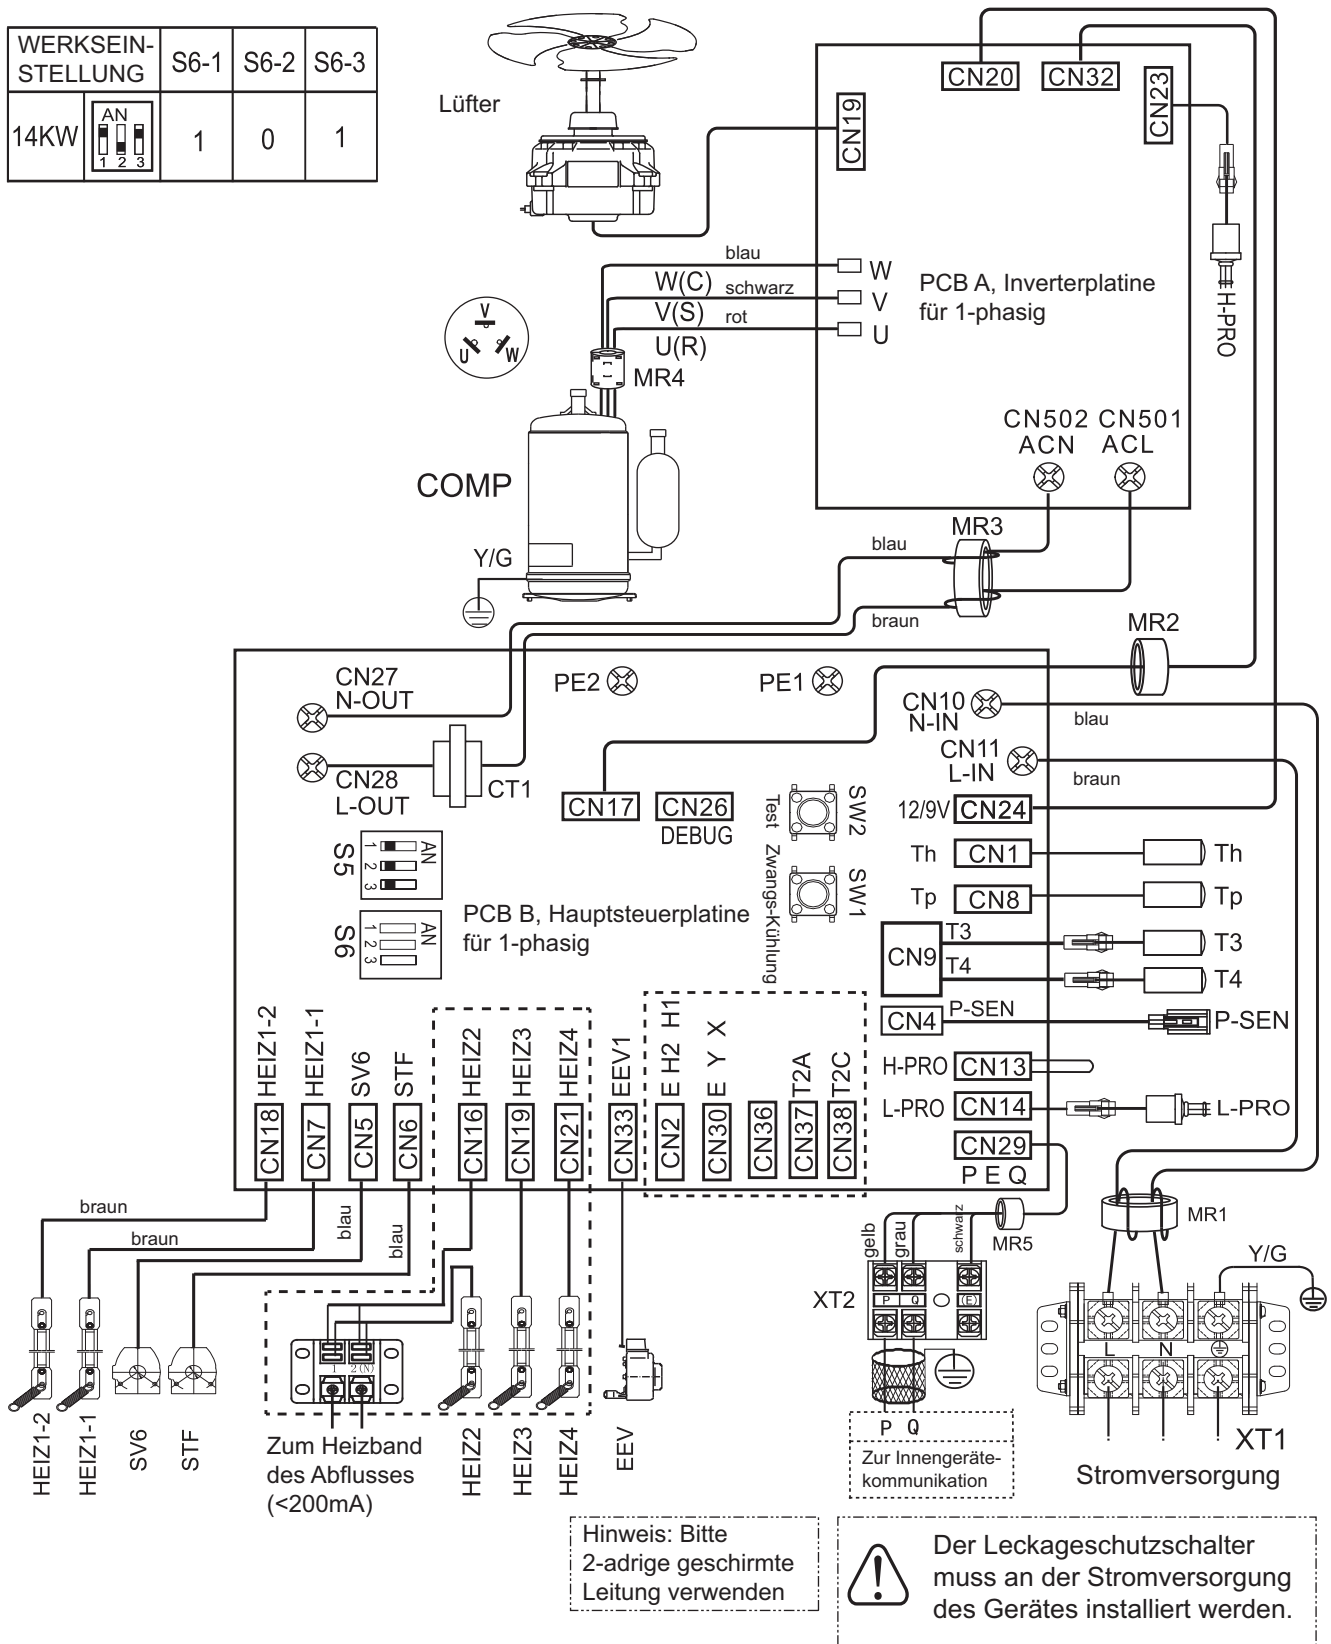 WERKSEIN-
STELLUNG
S6-1
S6-2
S6-3
14KW
AN
1 2 3
1
0
1
Lüfter
CN19
CN20
CN32
CN23
H-PRO
blau
W(C)
schwarz
V(S)
rot
U(R)
W
V
U
PCB A, Inverterplatine
für 1-phasig
V
U
W
MR4
COMP
Y/G
CN502
ACN
CN501
ACL
MR3
blau
braun
MR2
CN27
N-OUT
PE2
PE1
CN10
N-IN
blau
CN11
L-IN
braun
CN28
L-OUT
CT1
CN17
CN26
DEBUG
Test
SW2
Zwangs-Kühlung
SW1
12/9V
CN24
Th
CN1
Th
Tp
CN8
Tp
S5
1
2
3
AN
S6
1
2
3
AN
PCB B, Hauptsteuerplatine
für 1-phasig
CN9
T3
T4
T3
T4
CN4
P-SEN
P-SEN
H-PRO
CN13
L-PRO
CN14
L-PRO
CN29
P E Q
HEIZ1-2
HEIZ1-1
SV6
STF
HEIZ2
HEIZ3
HEIZ4
EEV1
E H2 H1
E Y X
T2A
T2C
CN18
CN7
CN5
CN6
CN16
CN19
CN21
CN33
CN2
CN30
CN36
CN37
CN38
braun
braun
blau
blau
gelb
grau
schwarz
MR5
MR1
Y/G
XT2
P
Q
(E)
L
N
1
2(N)
P Q
Zur Innengeräte-
kommunikation
XT1
Stromversorgung
HEIZ1-2
HEIZ1-1
SV6
STF
Zum Heizband
des Abflusses
(<200mA)
HEIZ2
HEIZ3
HEIZ4
EEV
Hinweis: Bitte
2-adrige geschirmte
Leitung verwenden
!
Der Leckageschutzschalter
muss an der Stromversorgung
des Gerätes installiert werden.